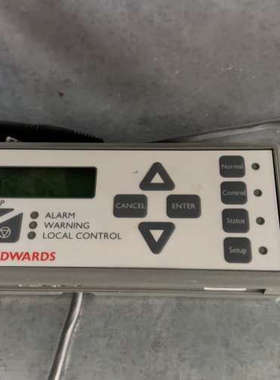 Normal
Control
CANCEL ENTER
Status
ALARM
WARNING
LOCAL CONTROL
Setup
DWARDS